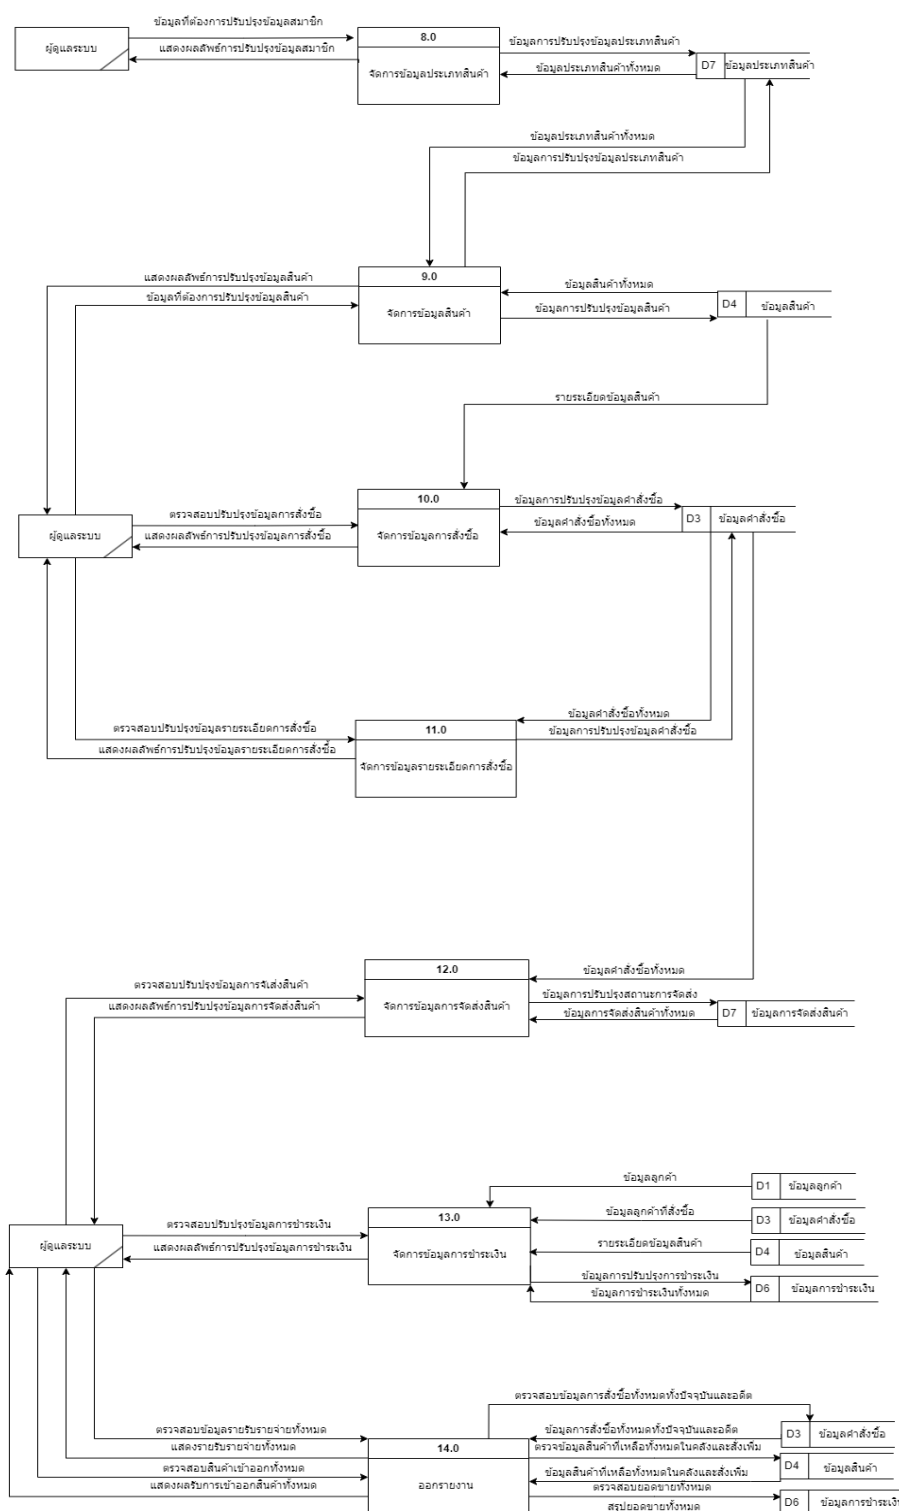 ข้อมูลที่ต้องการปรับปรุงข้อมูลสมาชิก
ผู้ดูแลระบบ
แสดงผลลัพธ์การปรับปรุงข้อมูลสมาชิก
8.0
จัดการข้อมูลประเภทสินค้า
ข้อมูลการปรับปรุงข้อมูลประเภทสินค้า
ข้อมูลประเภทสินค้าทั้งหมด
D7
ข้อมูลประเภทสินค้า
ข้อมูลประเภทสินค้าทั้งหมด
ข้อมูลการปรับปรุงข้อมูลประเภทสินค้า
แสดงผลลัพธ์การปรับปรุงข้อมูลสินค้า
ข้อมูลที่ต้องการปรับปรุงข้อมูลสินค้า
9.0
จัดการข้อมูลสินค้า
ข้อมูลสินค้าทั้งหมด
ข้อมูลการปรับปรุงข้อมูลสินค้า
D4
ข้อมูลสินค้า
รายระเอียดข้อมูลสินค้า
ผู้ดูแลระบบ
ตรวจสอบปรับปรุงข้อมูลการสั่งซื้อ
แสดงผลลัพธ์การปรับปรุงข้อมูลการสั่งซื้อ
10.0
จัดการข้อมูลการสั่งซื้อ
ข้อมูลการปรับปรุงข้อมูลคำสั่งซื้อ
ข้อมูลคำสั่งซื้อทั้งหมด
D3
ข้อมูลคำสั่งซื้อ
ตรวจสอบปรับปรุงข้อมูลรายระเอียดการสั่งซื้อ
แสดงผลลัพธ์การปรับปรุงข้อมูลรายระเอียดการสั่งซื้อ
11.0
จัดการข้อมูลรายระเอียดการสั่งซื้อ
ข้อมูลคำสั่งซื้อทั้งหมด
ข้อมูลการปรับปรุงข้อมูลคำสั่งซื้อ
ตรวจสอบปรับปรุงข้อมูลการจัเส่งสินค้า
แสดงผลลัพธ์การปรับปรุงข้อมูลการจัดส่งสินค้า
12.0
จัดการข้อมูลการจัดส่งสินค้า
ข้อมูลคำสั่งซื้อทั้งหมด
ข้อมูลการปรับปรุงสถานะการจัดส่ง
ข้อมูลการจัดส่งสินค้าทั้งหมด
D7
ข้อมูลการจัดส่งสินค้า
ผู้ดูแลระบบ
ตรวจสอบปรับปรุงข้อมูลการชำระเงิน
แสดงผลลัพธ์การปรับปรุงข้อมูลการชำระเงิน
13.0
จัดการข้อมูลการชำระเงิน
ข้อมูลลูกค้า
D1
ข้อมูลลูกค้า
ข้อมูลลูกค้าที่สั่งซื้อ
D3
ข้อมูลคำสั่งซื้อ
รายระเอียดข้อมูลสินค้า
D4
ข้อมูลสินค้า
ข้อมูลการปรับปรุงการชำระเงิน
ข้อมูลการชำระเงินทั้งหมด
D6
ข้อมูลการชำระเงิน
ตรวจสอบข้อมูลการสั่งซื้อทั้งหมดทั้งปัจจุบันและอดีต
ตรวจสอบข้อมูลรายรับรายจ่ายทั้งหมด
แสดงรายรับรายจ่ายทั้งหมด
ตรวจสอบสินค้าเข้าออกทั้งหมด
แสดงผลรับการเข้าออกสินค้าทั้งหมด
14.0
ออกรายงาน
ข้อมูลการสั่งซื้อทั้งหมดทั้งปัจจุบันและอดีต
D3
ข้อมูลคำสั่งซื้อ
ตรวจข้อมูลสินค้าที่เหลือทั้งหมดในคลังและสั่งเพิ่ม
D4
ข้อมูลสินค้า
ข้อมูลสินค้าที่เหลือทั้งหมดในคลังและสั่งเพิ่ม
ตรวจสอบยอดขายทั้งหมด
D6
ข้อมูลการชำระเงิน
สรุปยอดขายทั้งหมด